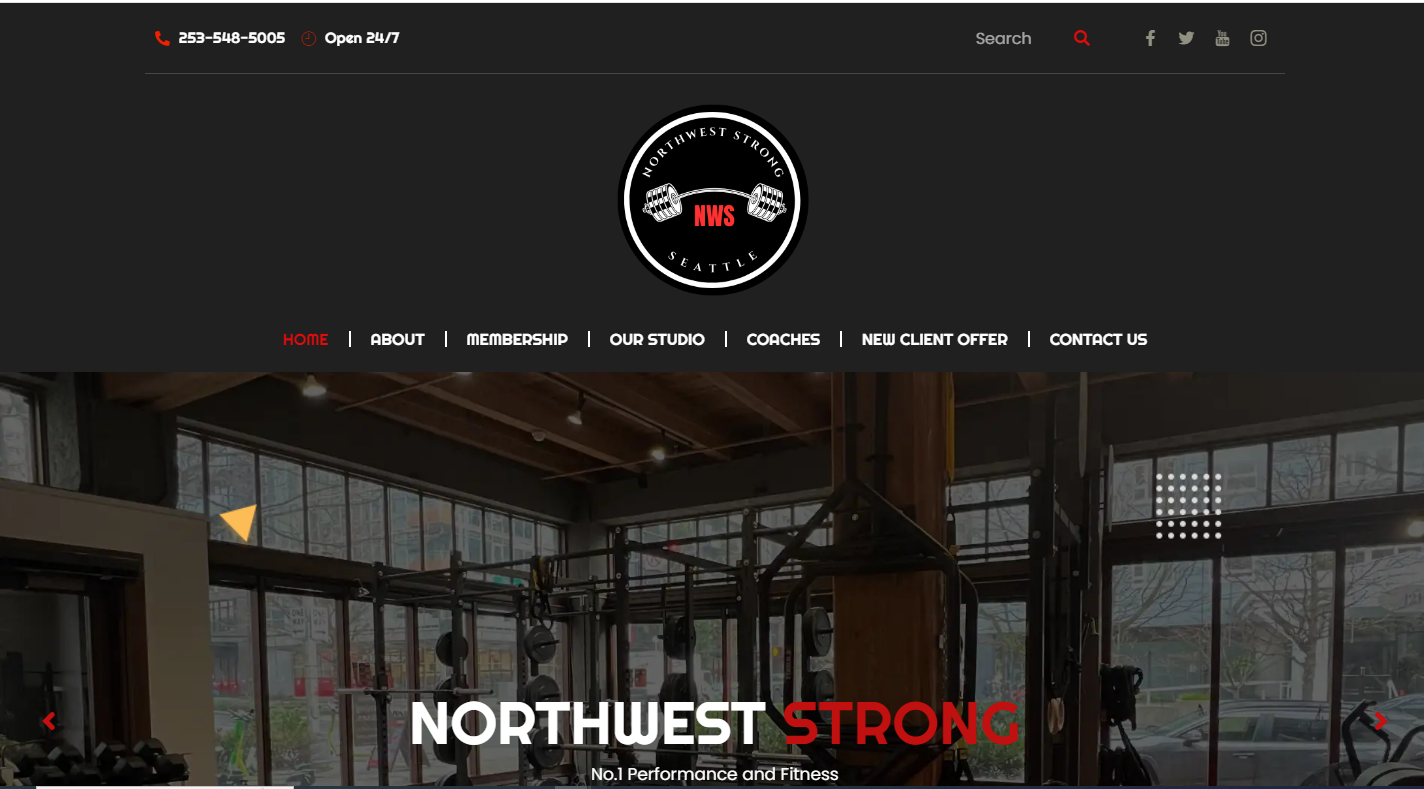 253-548-5005 Open 24/7 Search
NORTHWEST STRONG
NWS
SEATTLE
HOME ABOUT MEMBERSHIP OUR STUDIO COACHES NEW CLIENT OFFER CONTACT US
NORTHWEST STRONG
No.1 Performance and Fitness